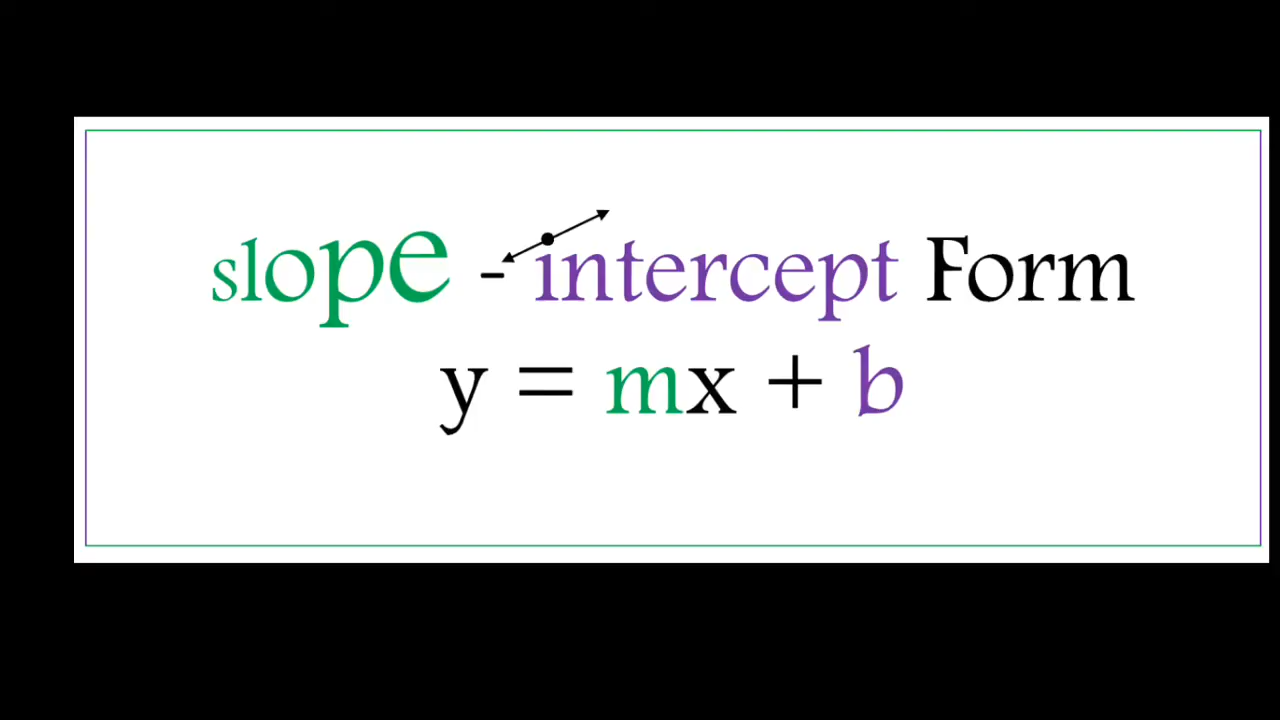 slope - intercept Form
y = mx + b